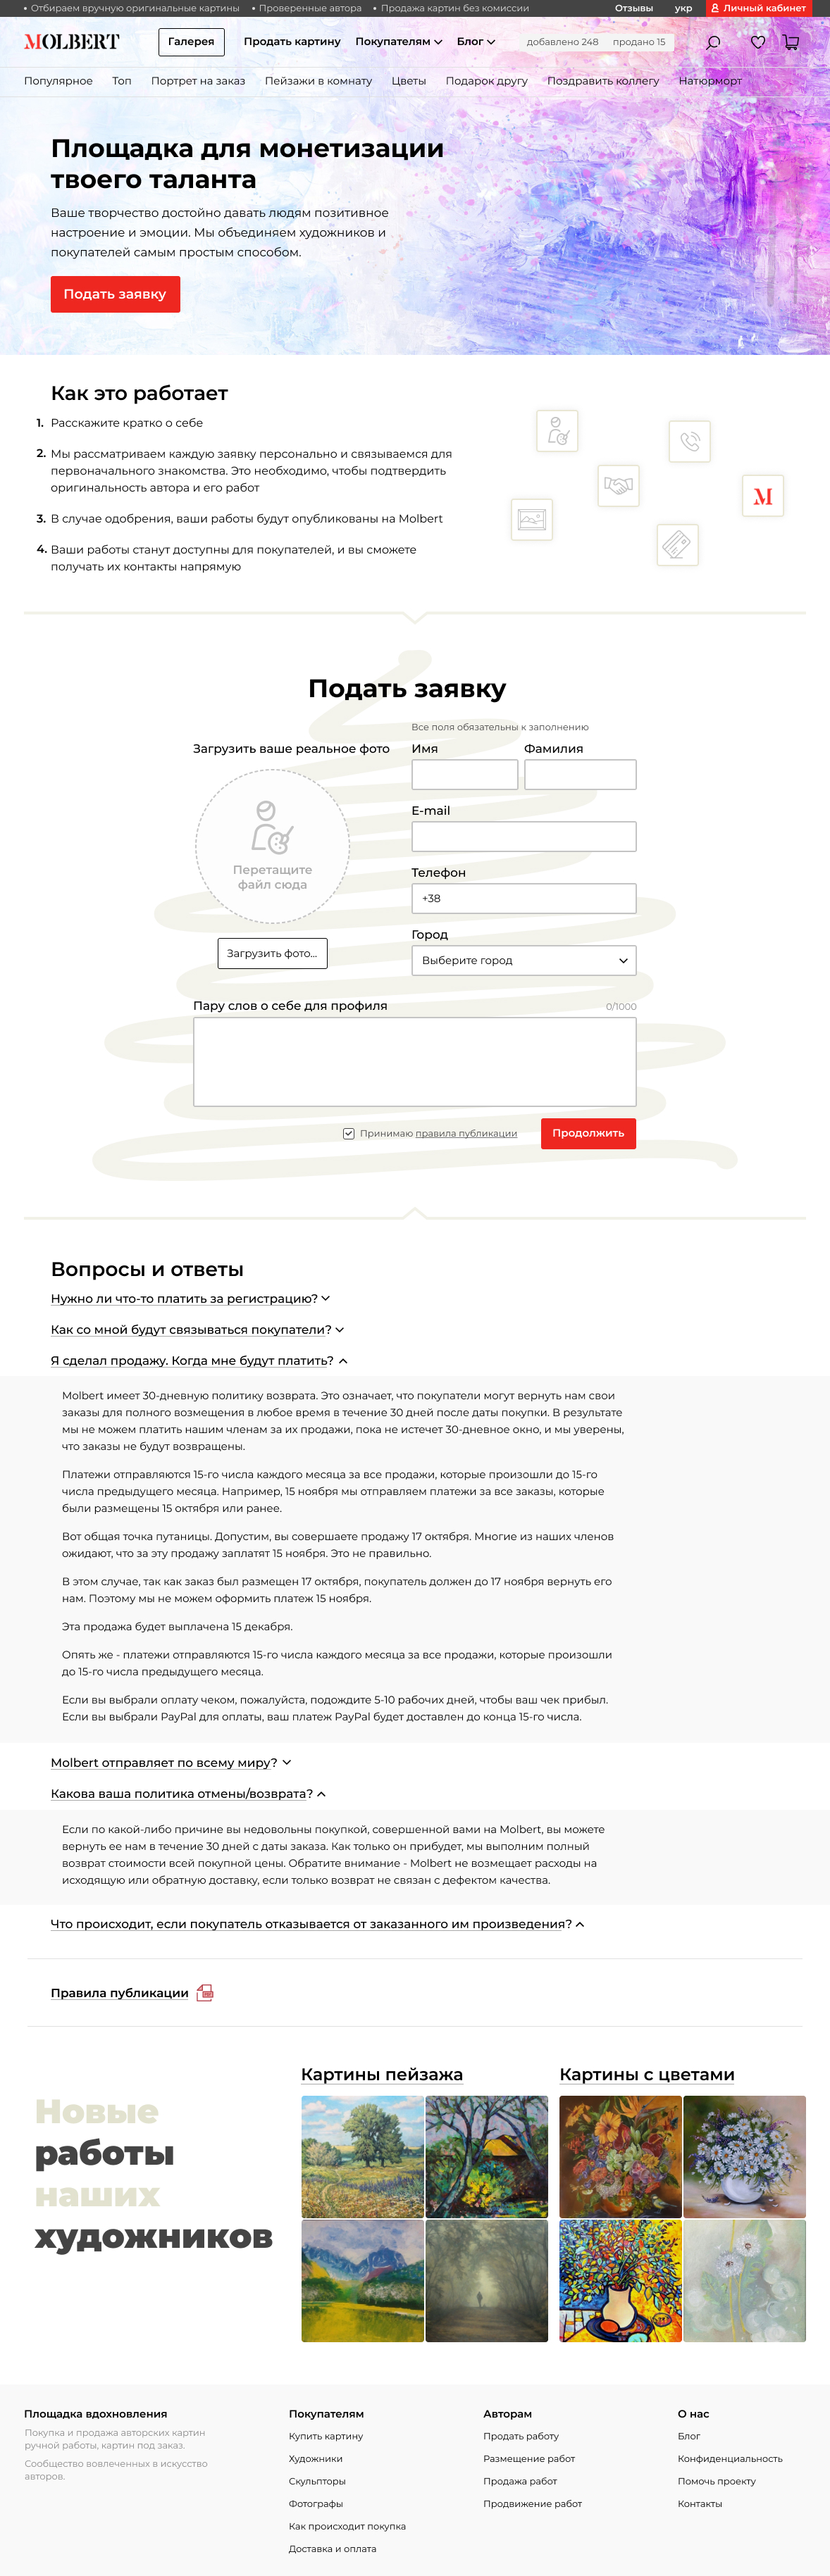 • Отбираем вручную оригинальные картины • Проверенные автора • Продажа картин без комиссии Отзывы укр Личный кабинет
MOLBERT Галерея Продать картину Покупателям Блог добавлено 248 продано 15
Популярное Топ Портрет на заказ Пейзажи в комнату Цветы Подарок другу Поздравить коллегу Натюрморт
Площадка для монетизации
твоего таланта
Ваше творчество достойно давать людям позитивное
настроение и эмоции. Мы объединяем художников и
покупателей самым простым способом.
Подать заявку
Как это работает
1. Расскажите кратко о себе
2. Мы рассматриваем каждую заявку персонально и связываемся для
первоначального знакомства. Это необходимо, чтобы подтвердить
оригинальность автора и его работ
3. В случае одобрения, ваши работы будут опубликованы на Molbert
4. Ваши работы станут доступны для покупателей, и вы сможете
получать их контакты напрямую
M
Подать заявку
Все поля обязательны к заполнению
Загрузить ваше реальное фото
Перетащите
файл сюда
Загрузить фото...
Имя Фамилия
E-mail
Телефон
+38
Город
Выберите город
Пару слов о себе для профиля 0/1000
Принимаю правила публикации Продолжить
Вопросы и ответы
Нужно ли что-то платить за регистрацию?
Как со мной будут связываться покупатели?
Я сделал продажу. Когда мне будут платить?
Molbert имеет 30-дневную политику возврата. Это означает, что покупатели могут вернуть нам свои
заказы для полного возмещения в любое время в течение 30 дней после даты покупки. В результате
мы не можем платить нашим членам за их продажи, пока не истечет 30-дневное окно, и мы уверены,
что заказы не будут возвращены.
Платежи отправляются 15-го числа каждого месяца за все продажи, которые произошли до 15-го
числа предыдущего месяца. Например, 15 ноября мы отправляем платежи за все заказы, которые
были размещены 15 октября или ранее.
Вот общая точка путаницы. Допустим, вы совершаете продажу 17 октября. Многие из наших членов
ожидают, что за эту продажу заплатят 15 ноября. Это не правильно.
В этом случае, так как заказ был размещен 17 октября, покупатель должен до 17 ноября вернуть его
нам. Поэтому мы не можем оформить платеж 15 ноября.
Эта продажа будет выплачена 15 декабря.
Опять же - платежи отправляются 15-го числа каждого месяца за все продажи, которые произошли
до 15-го числа предыдущего месяца.
Если вы выбрали оплату чеком, пожалуйста, подождите 5-10 рабочих дней, чтобы ваш чек прибыл.
Если вы выбрали PayPal для оплаты, ваш платеж PayPal будет доставлен до конца 15-го числа.
Molbert отправляет по всему миру?
Какова ваша политика отмены/возврата?
Если по какой-либо причине вы недовольны покупкой, совершенной вами на Molbert, вы можете
вернуть ее нам в течение 30 дней с даты заказа. Как только он прибудет, мы выполним полный
возврат стоимости всей покупной цены. Обратите внимание - Molbert не возмещает расходы на
исходящую или обратную доставку, если только возврат не связан с дефектом качества.
Что происходит, если покупатель отказывается от заказанного им произведения?
Правила публикации
Новые
работы
наших
художников
Картины пейзажа Картины с цветами
Площадка вдохновления
Покупка и продажа авторских картин
ручной работы, картин под заказ.
Сообщество вовлеченных в искусство
авторов.
Покупателям
Купить картину
Художники
Скульпторы
Фотографы
Как происходит покупка
Доставка и оплата
Авторам
Продать работу
Размещение работ
Продажа работ
Продвижение работ
О нас
Блог
Конфиденциальность
Помочь проекту
Контакты